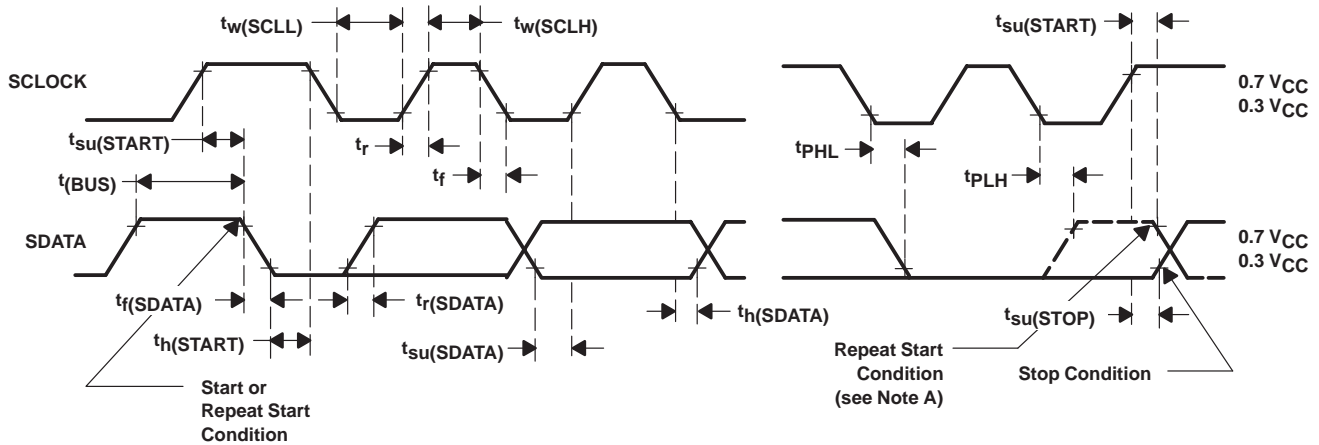 tw(SCLL)
tw(SCLH)
tsu(START)
SCLOCK
0.7 VCC
0.3 VCC
tsu(START)
tr
tPHL
t(BUS)
tf
tPLH
SDATA
0.7 VCC
0.3 VCC
tf(SDATA)
tr(SDATA)
th(SDATA)
tsu(STOP)
th(START)
tsu(SDATA)
Repeat Start
Condition
(see Note A)
Stop Condition
Start or
Repeat Start
Condition